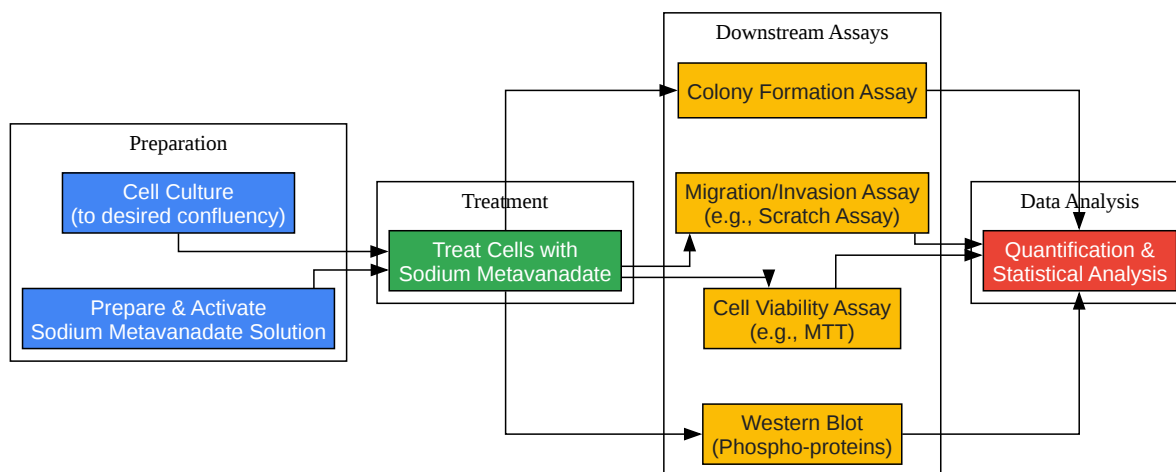 Preparation
Cell Culture
(to desired confluency)
Prepare & Activate
Sodium Metavanadate Solution
Treatment
Treat Cells with
Sodium Metavanadate
Downstream Assays
Colony Formation Assay
Migration/Invasion Assay
(e.g., Scratch Assay)
Cell Viability Assay
(e.g., MTT)
Western Blot
(Phospho-proteins)
Data Analysis
Quantification &
Statistical Analysis